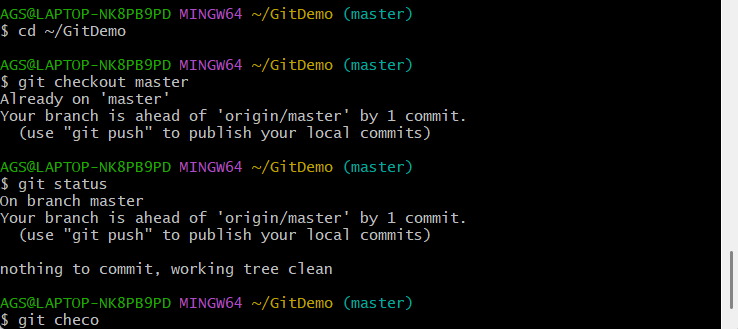 AGS@LAPTOP-NK8PB9PD MINGW64 ~/GitDemo (master)
$ cd ~/GitDemo
AGS@LAPTOP-NK8PB9PD MINGW64 ~/GitDemo (master)
$ git checkout master
Already on 'master'
Your branch is ahead of 'origin/master' by 1 commit.
  (use "git push" to publish your local commits)
AGS@LAPTOP-NK8PB9PD MINGW64 ~/GitDemo (master)
$ git status
On branch master
Your branch is ahead of 'origin/master' by 1 commit.
  (use "git push" to publish your local commits)
nothing to commit, working tree clean
AGS@LAPTOP-NK8PB9PD MINGW64 ~/GitDemo (master)
$ git checo